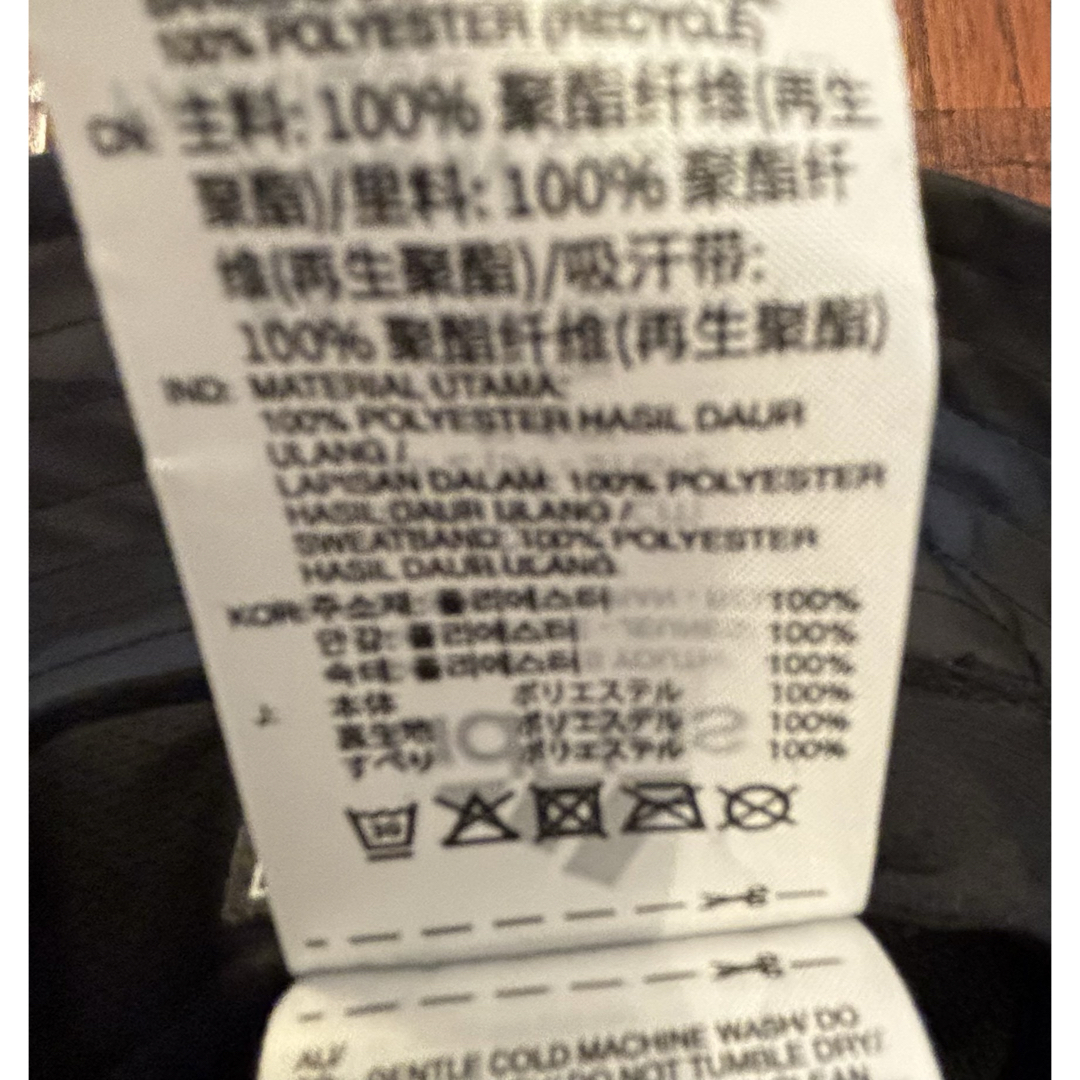 100% POLYESTER (RECYCLE)
CN: 主料: 100% 聚酯纤维(再生
聚酯)/里料: 100% 聚酯纤
维(再生聚酯)/吸汗带:
100% 聚酯纤维(再生聚酯)
IND: MATERIAL UTAMA:
100% POLYESTER HASIL DAUR
ULANG /
LAPISAN DALAM: 100% POLYESTER
HASIL DAUR ULANG /
SWEATBAND: 100% POLYESTER
HASIL DAUR ULANG
KOR: 주소재: 폴리에스터 100%
안감: 폴리에스터 100%
속테: 폴리에스터 100%
J: 本体 ポリエステル 100%
裏生地 ポリエステル 100%
すべり ポリエステル 100%
30
GENTLE COLD MACHINE WASH/ DO
NOT TUMBLE DRY/